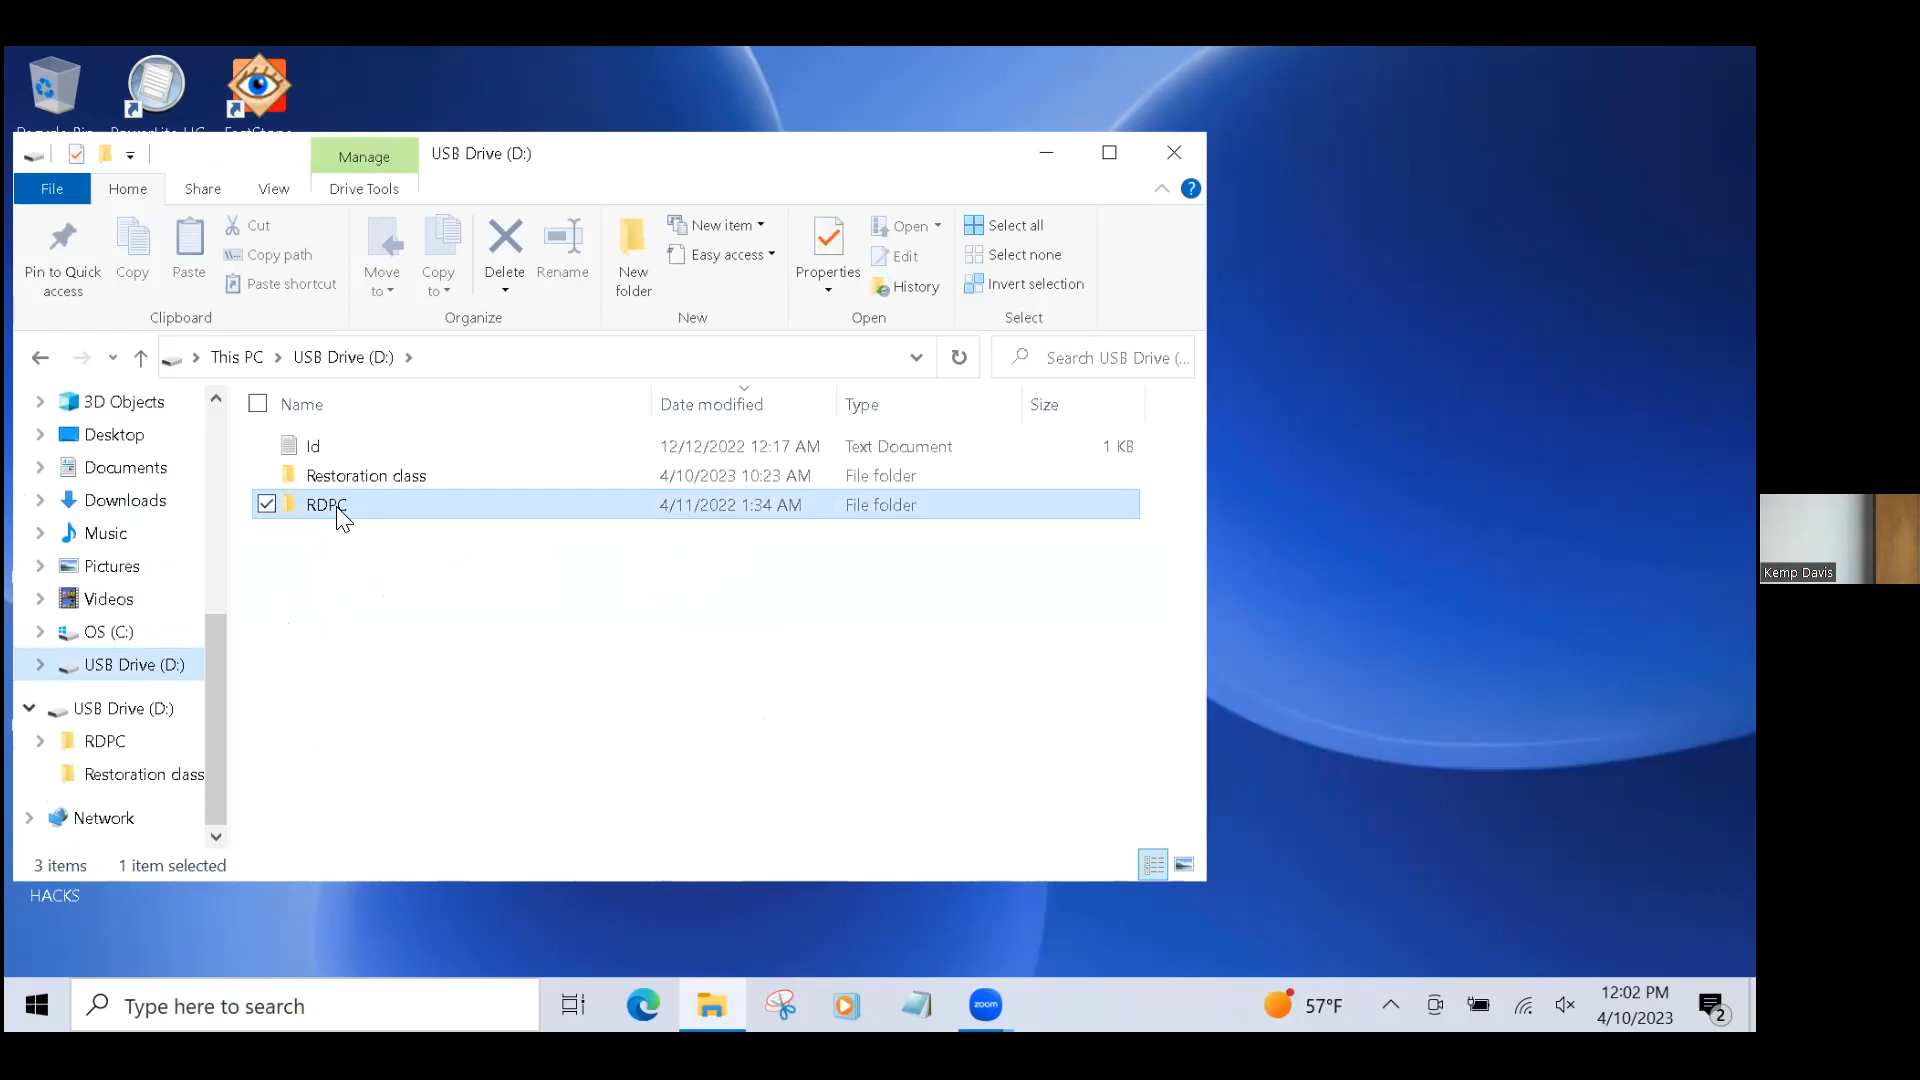 Manage
USB Drive (D:)
File
Home
Share
View
Drive Tools
Pin to Quick access
Copy
Paste
Cut
Copy path
Paste shortcut
Clipboard
Move to
Copy to
Delete
Rename
Organize
New folder
New item
Easy access
New
Properties
Open
Edit
History
Open
Select all
Select none
Invert selection
Select
This PC
USB Drive (D:)
Search USB Drive (...
3D Objects
Desktop
Documents
Downloads
Music
Pictures
Videos
OS (C:)
USB Drive (D:)
USB Drive (D:)
RDPC
Restoration class
Network
Name
Date modified
Type
Size
Id
12/12/2022 12:17 AM
Text Document
1 KB
Restoration class
4/10/2023 10:23 AM
File folder
RDPC
4/11/2022 1:34 AM
File folder
3 items
1 item selected
HACKS
Kemp Davis
Type here to search
zoom
57°F
12:02 PM
4/10/2023
2